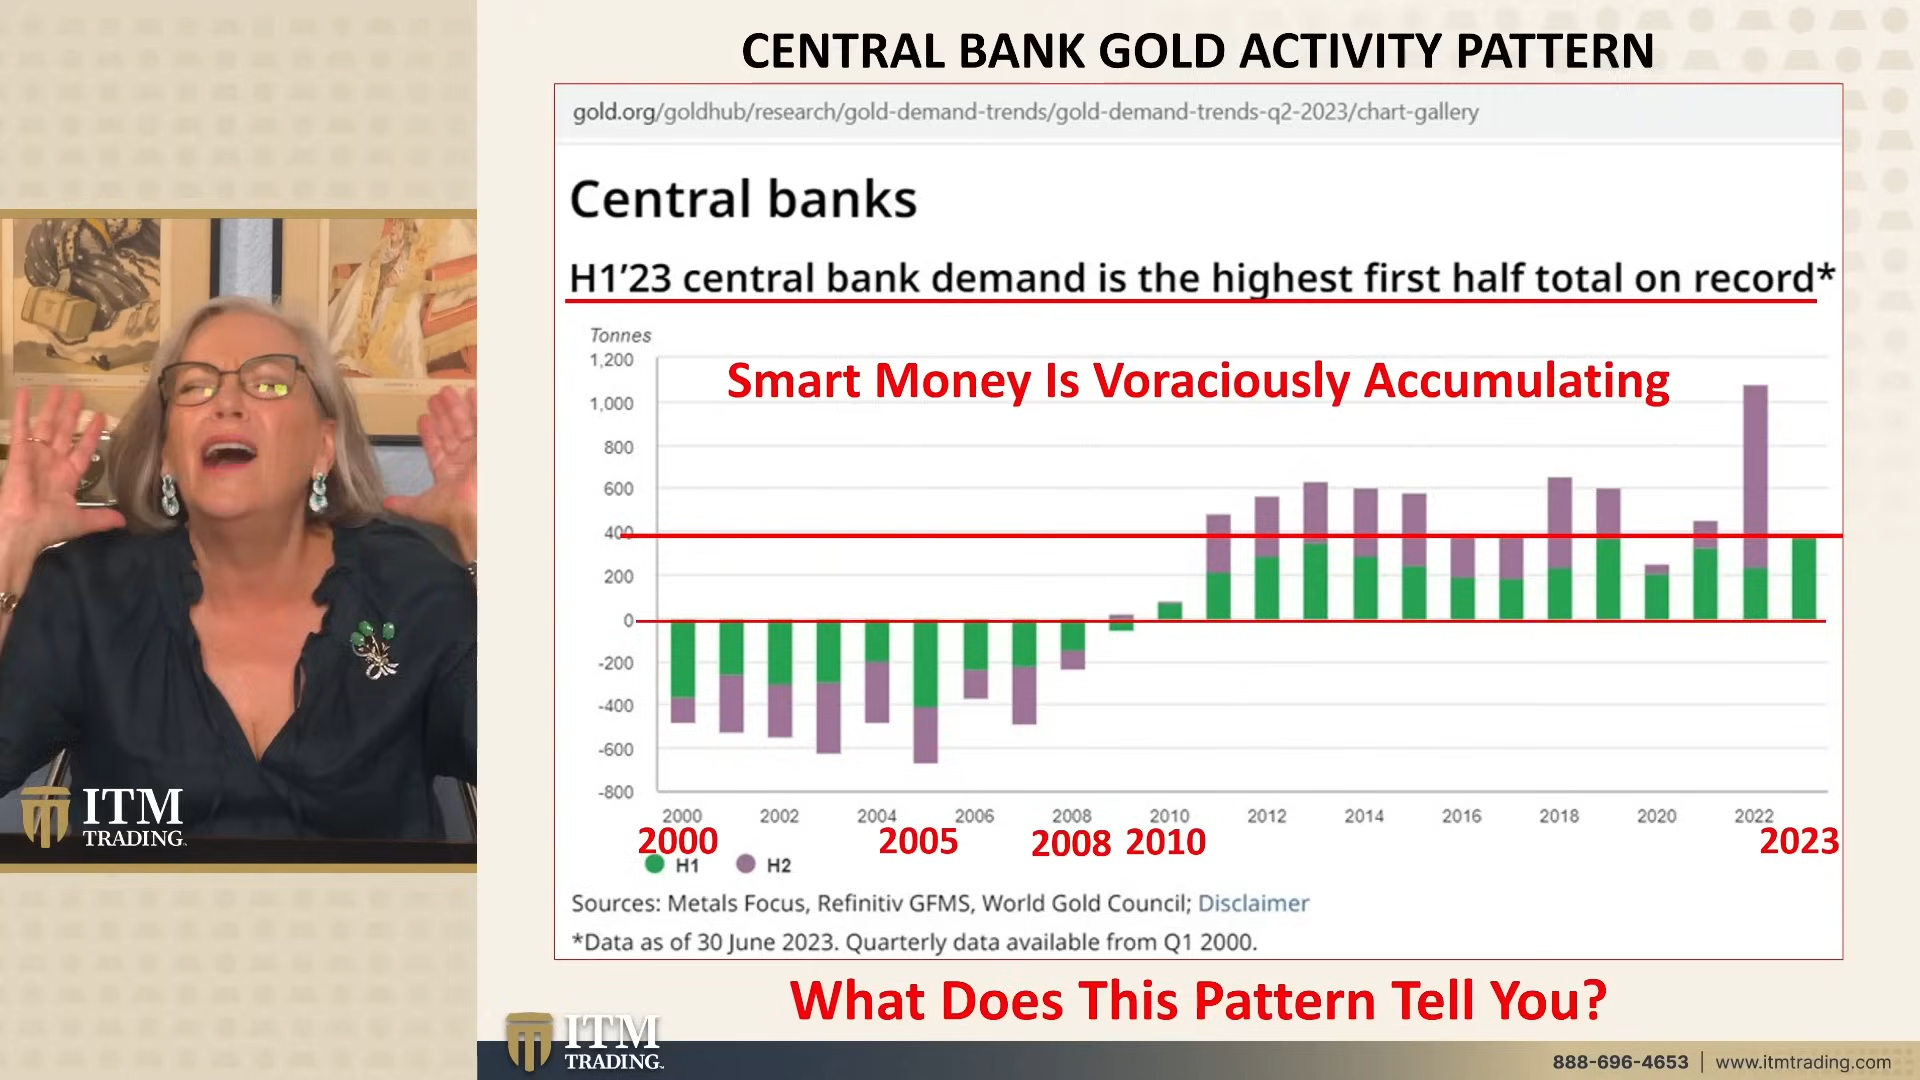 CENTRAL BANK GOLD ACTIVITY PATTERN
gold.org/goldhub/research/gold-demand-trends/gold-demand-trends-q2-2023/chart-gallery
Central banks
H1’23 central bank demand is the highest first half total on record*
Tonnes
Smart Money Is Voraciously Accumulating
1,200
1,000
800
600
400
200
0
-200
-400
-600
-800
2000 2002 2004 2006 2008 2010 2012 2014 2016 2018 2020 2022
2000 2005 2008 2010 2023
H1 H2
Sources: Metals Focus, Refinitiv GFMS, World Gold Council; Disclaimer
*Data as of 30 June 2023. Quarterly data available from Q1 2000.
What Does This Pattern Tell You?
ITM
TRADING
ITM
TRADING
888-696-4653 | www.itmtrading.com